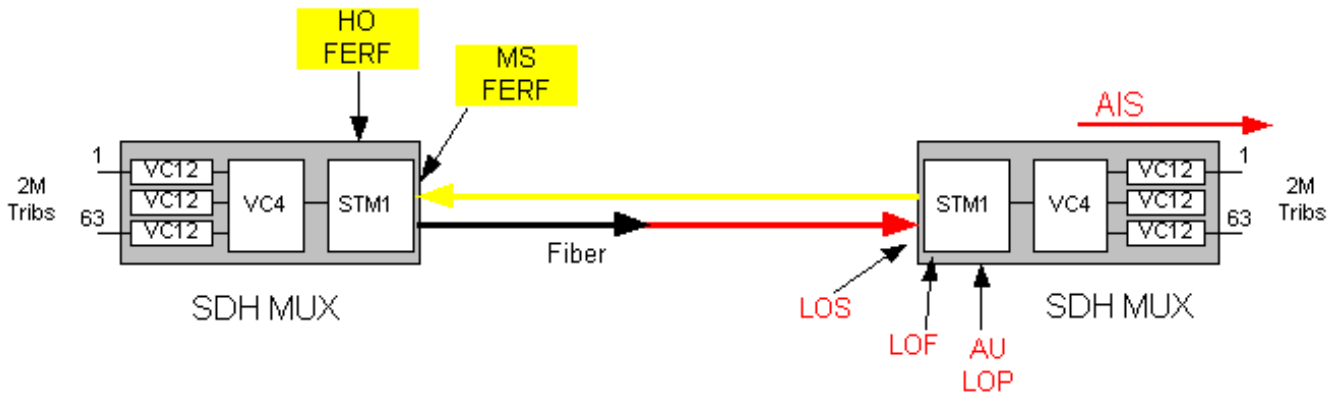 HO
FERF
MS
FERF
AIS
1
VC12
2M
Tribs
VC12
VC4
STM1
63
VC12
Fiber
SDH MUX
STM1
VC4
VC12
1
VC12
2M
Tribs
VC12
63
LOS
LOF
AU
LOP
SDH MUX